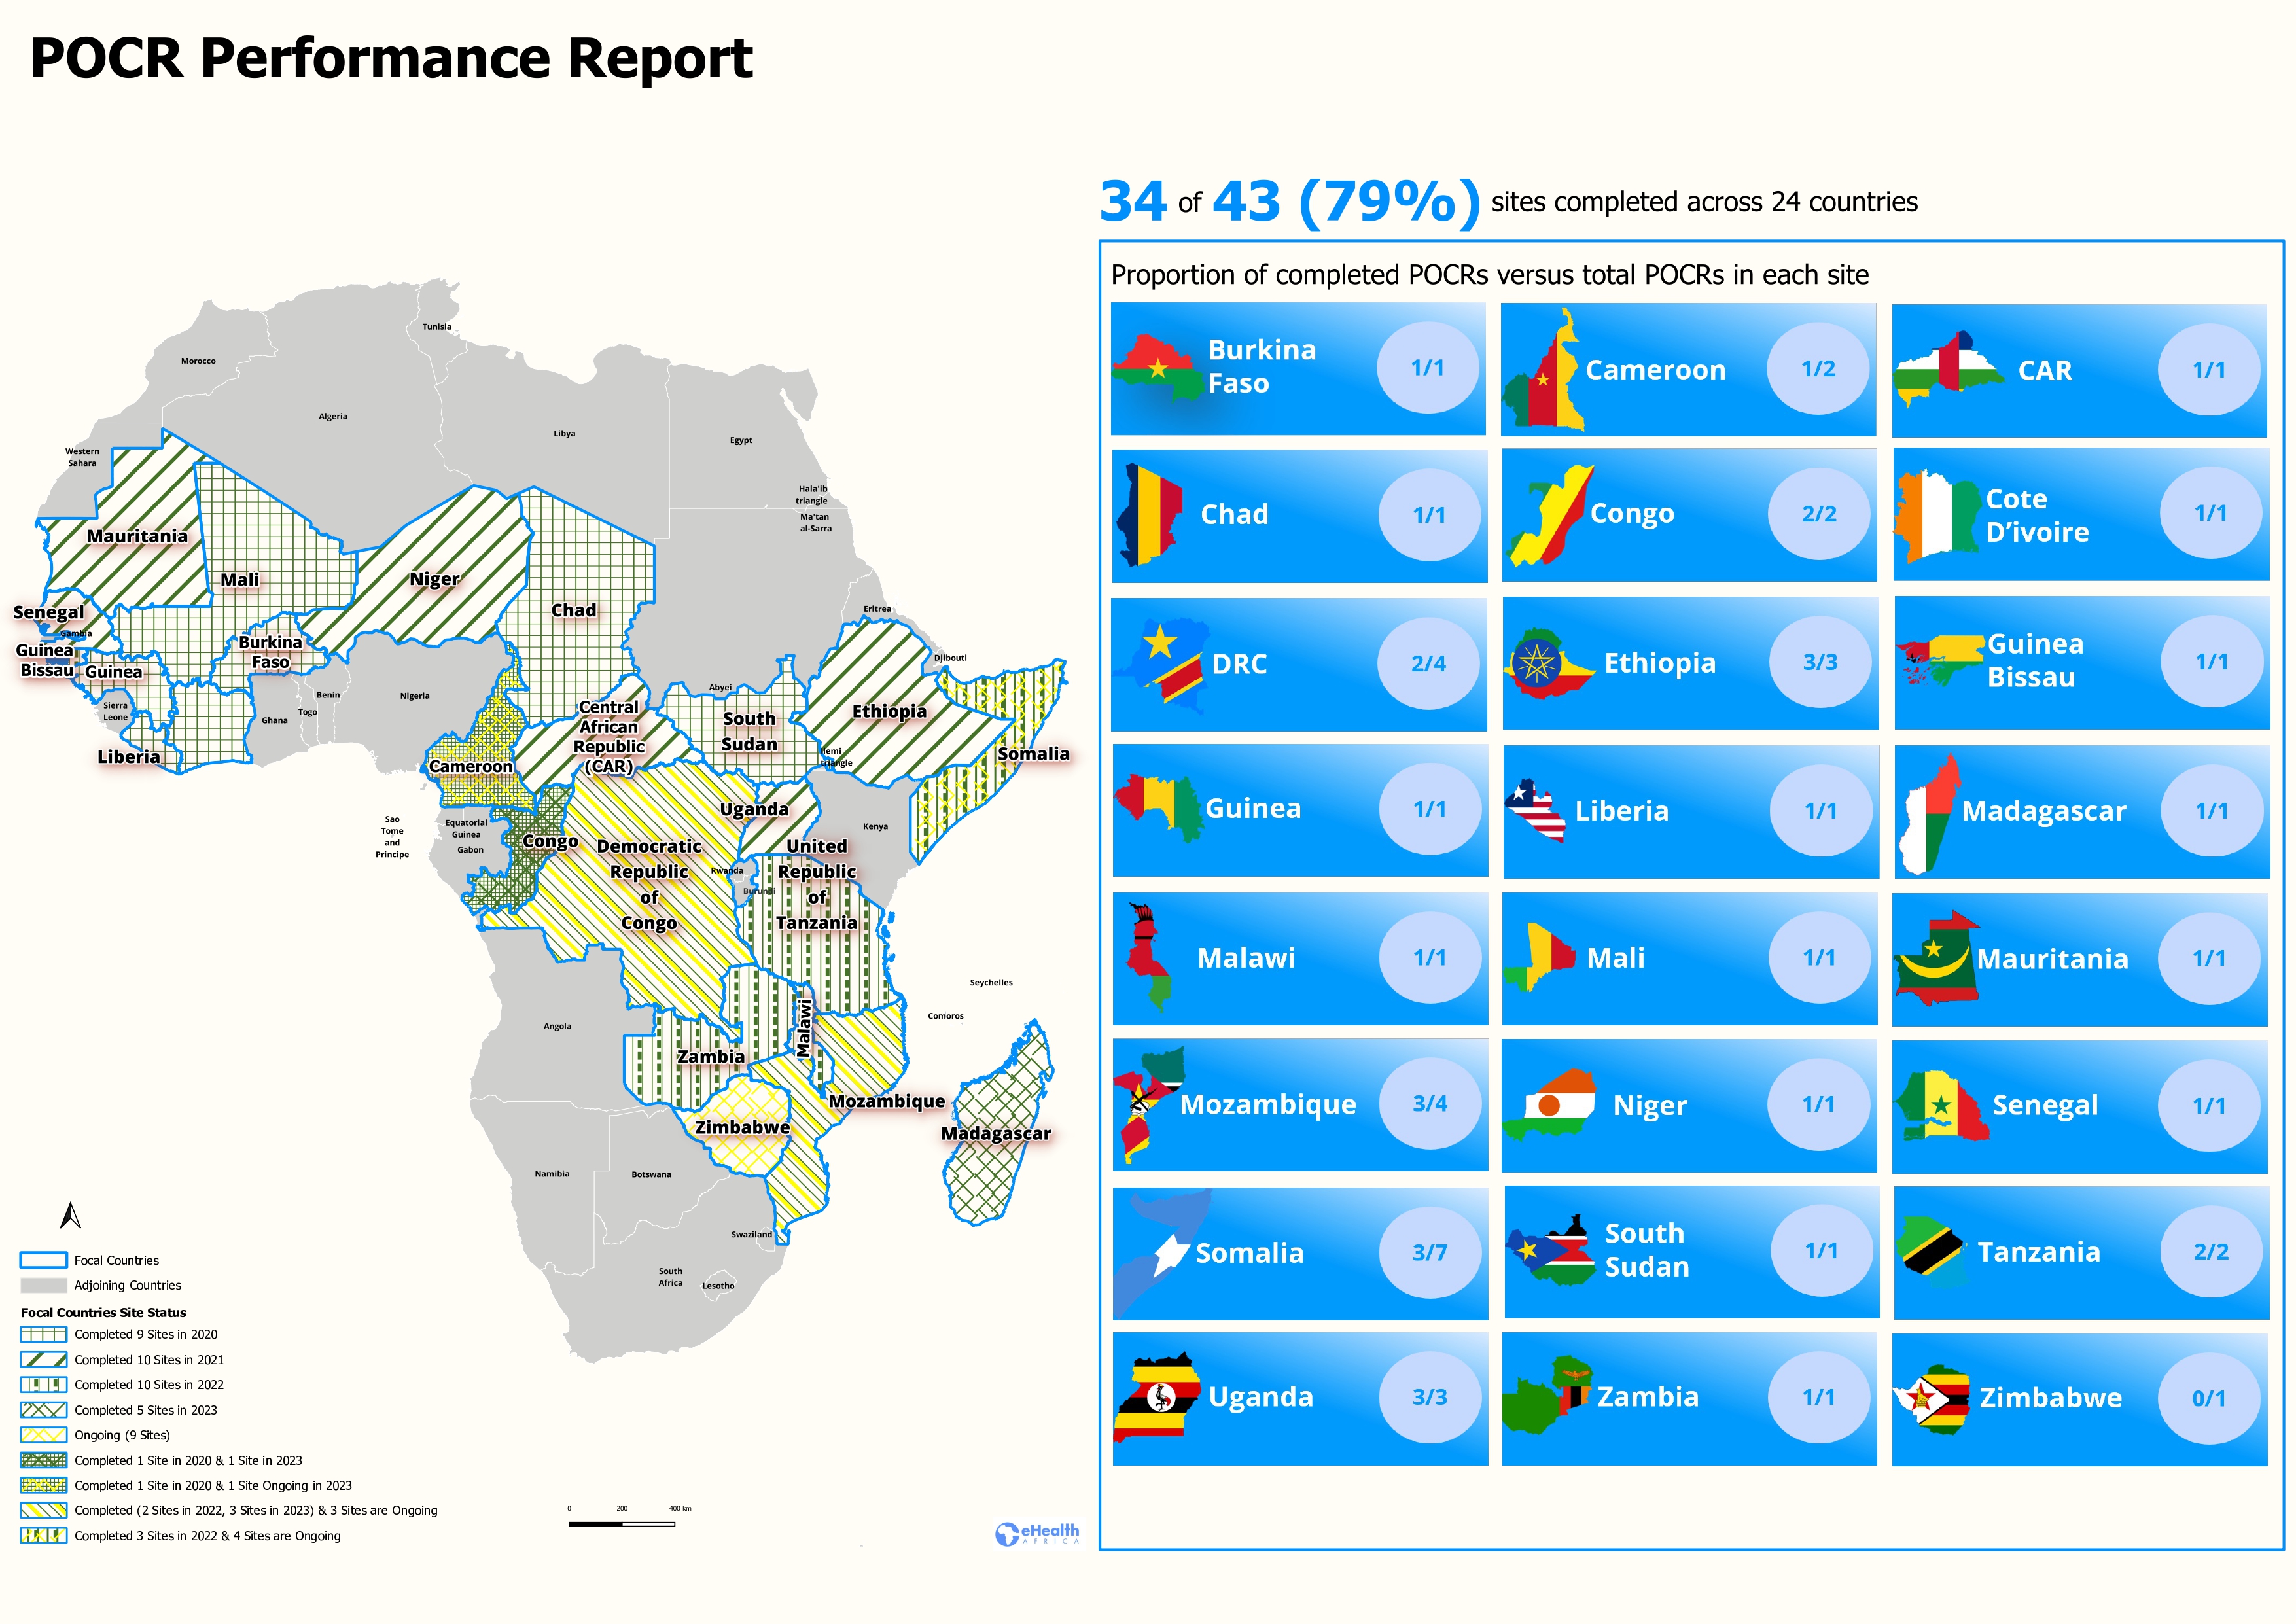 POCR Performance Report
34 of 43 (79%) sites completed across 24 countries
Proportion of completed POCRs versus total POCRs in each site
Burkina
Faso
1/1
Cameroon
1/2
CAR
1/1
Chad
1/1
Congo
2/2
Cote
D’ivoire
1/1
DRC
2/4
Ethiopia
3/3
Guinea
Bissau
1/1
Guinea
1/1
Liberia
1/1
Madagascar
1/1
Malawi
1/1
Mali
1/1
Mauritania
1/1
Mozambique
3/4
Niger
1/1
Senegal
1/1
Somalia
3/7
South
Sudan
1/1
Tanzania
2/2
Uganda
3/3
Zambia
1/1
Zimbabwe
0/1
Tunisia
Morocco
Algeria
Libya
Egypt
Western
Sahara
Hala'ib
triangle
Ma'tan
al-Sarra
Mauritania
Mali
Niger
Chad
Eritrea
Senegal
Gambia
Guinea
Bissau
Guinea
Burkina
Faso
Djibouti
Benin
Nigeria
Abyei
Sierra
Leone
Ghana
Togo
Central
African
Republic
(CAR)
South
Sudan
Ethiopia
Liberia
Cameroon
Ilemi
triangle
Somalia
Uganda
Kenya
Sao
Tome
and
Principe
Equatorial
Guinea
Gabon
Congo
Democratic
Republic
of
Congo
United
Republic
of
Tanzania
Rwanda
Burundi
Seychelles
Comoros
Angola
Malawi
Zambia
Mozambique
Zimbabwe
Madagascar
Namibia
Botswana
Swaziland
South
Africa
Lesotho
Focal Countries
Adjoining Countries
Focal Countries Site Status
Completed 9 Sites in 2020
Completed 10 Sites in 2021
Completed 10 Sites in 2022
Completed 5 Sites in 2023
Ongoing (9 Sites)
Completed 1 Site in 2020 & 1 Site in 2023
Completed 1 Site in 2020 & 1 Site Ongoing in 2023
Completed (2 Sites in 2022, 3 Sites in 2023) & 3 Sites are Ongoing
Completed 3 Sites in 2022 & 4 Sites are Ongoing
0 200 400 km
eHealth
AFRICA